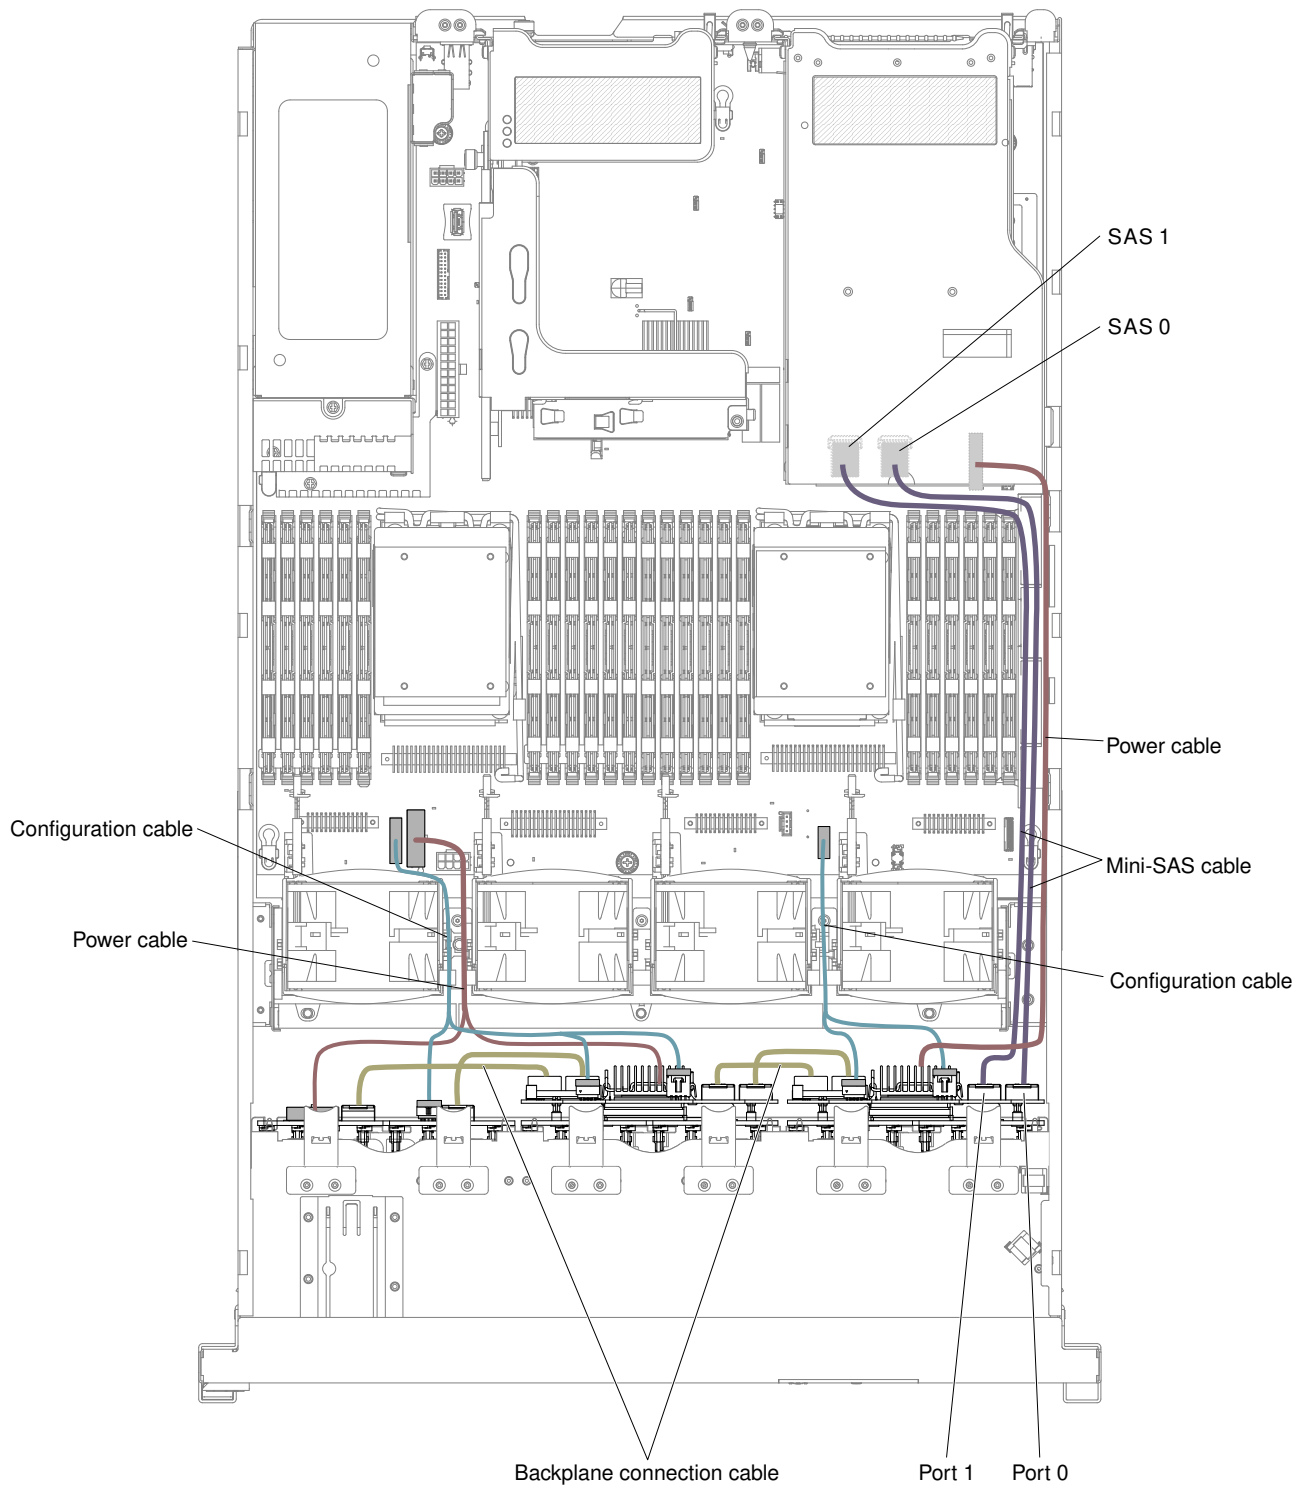 SAS 1
SAS 0
Power cable
Configuration cable
Mini-SAS cable
Power cable
Configuration cable
Backplane connection cable
Port 1
Port 0